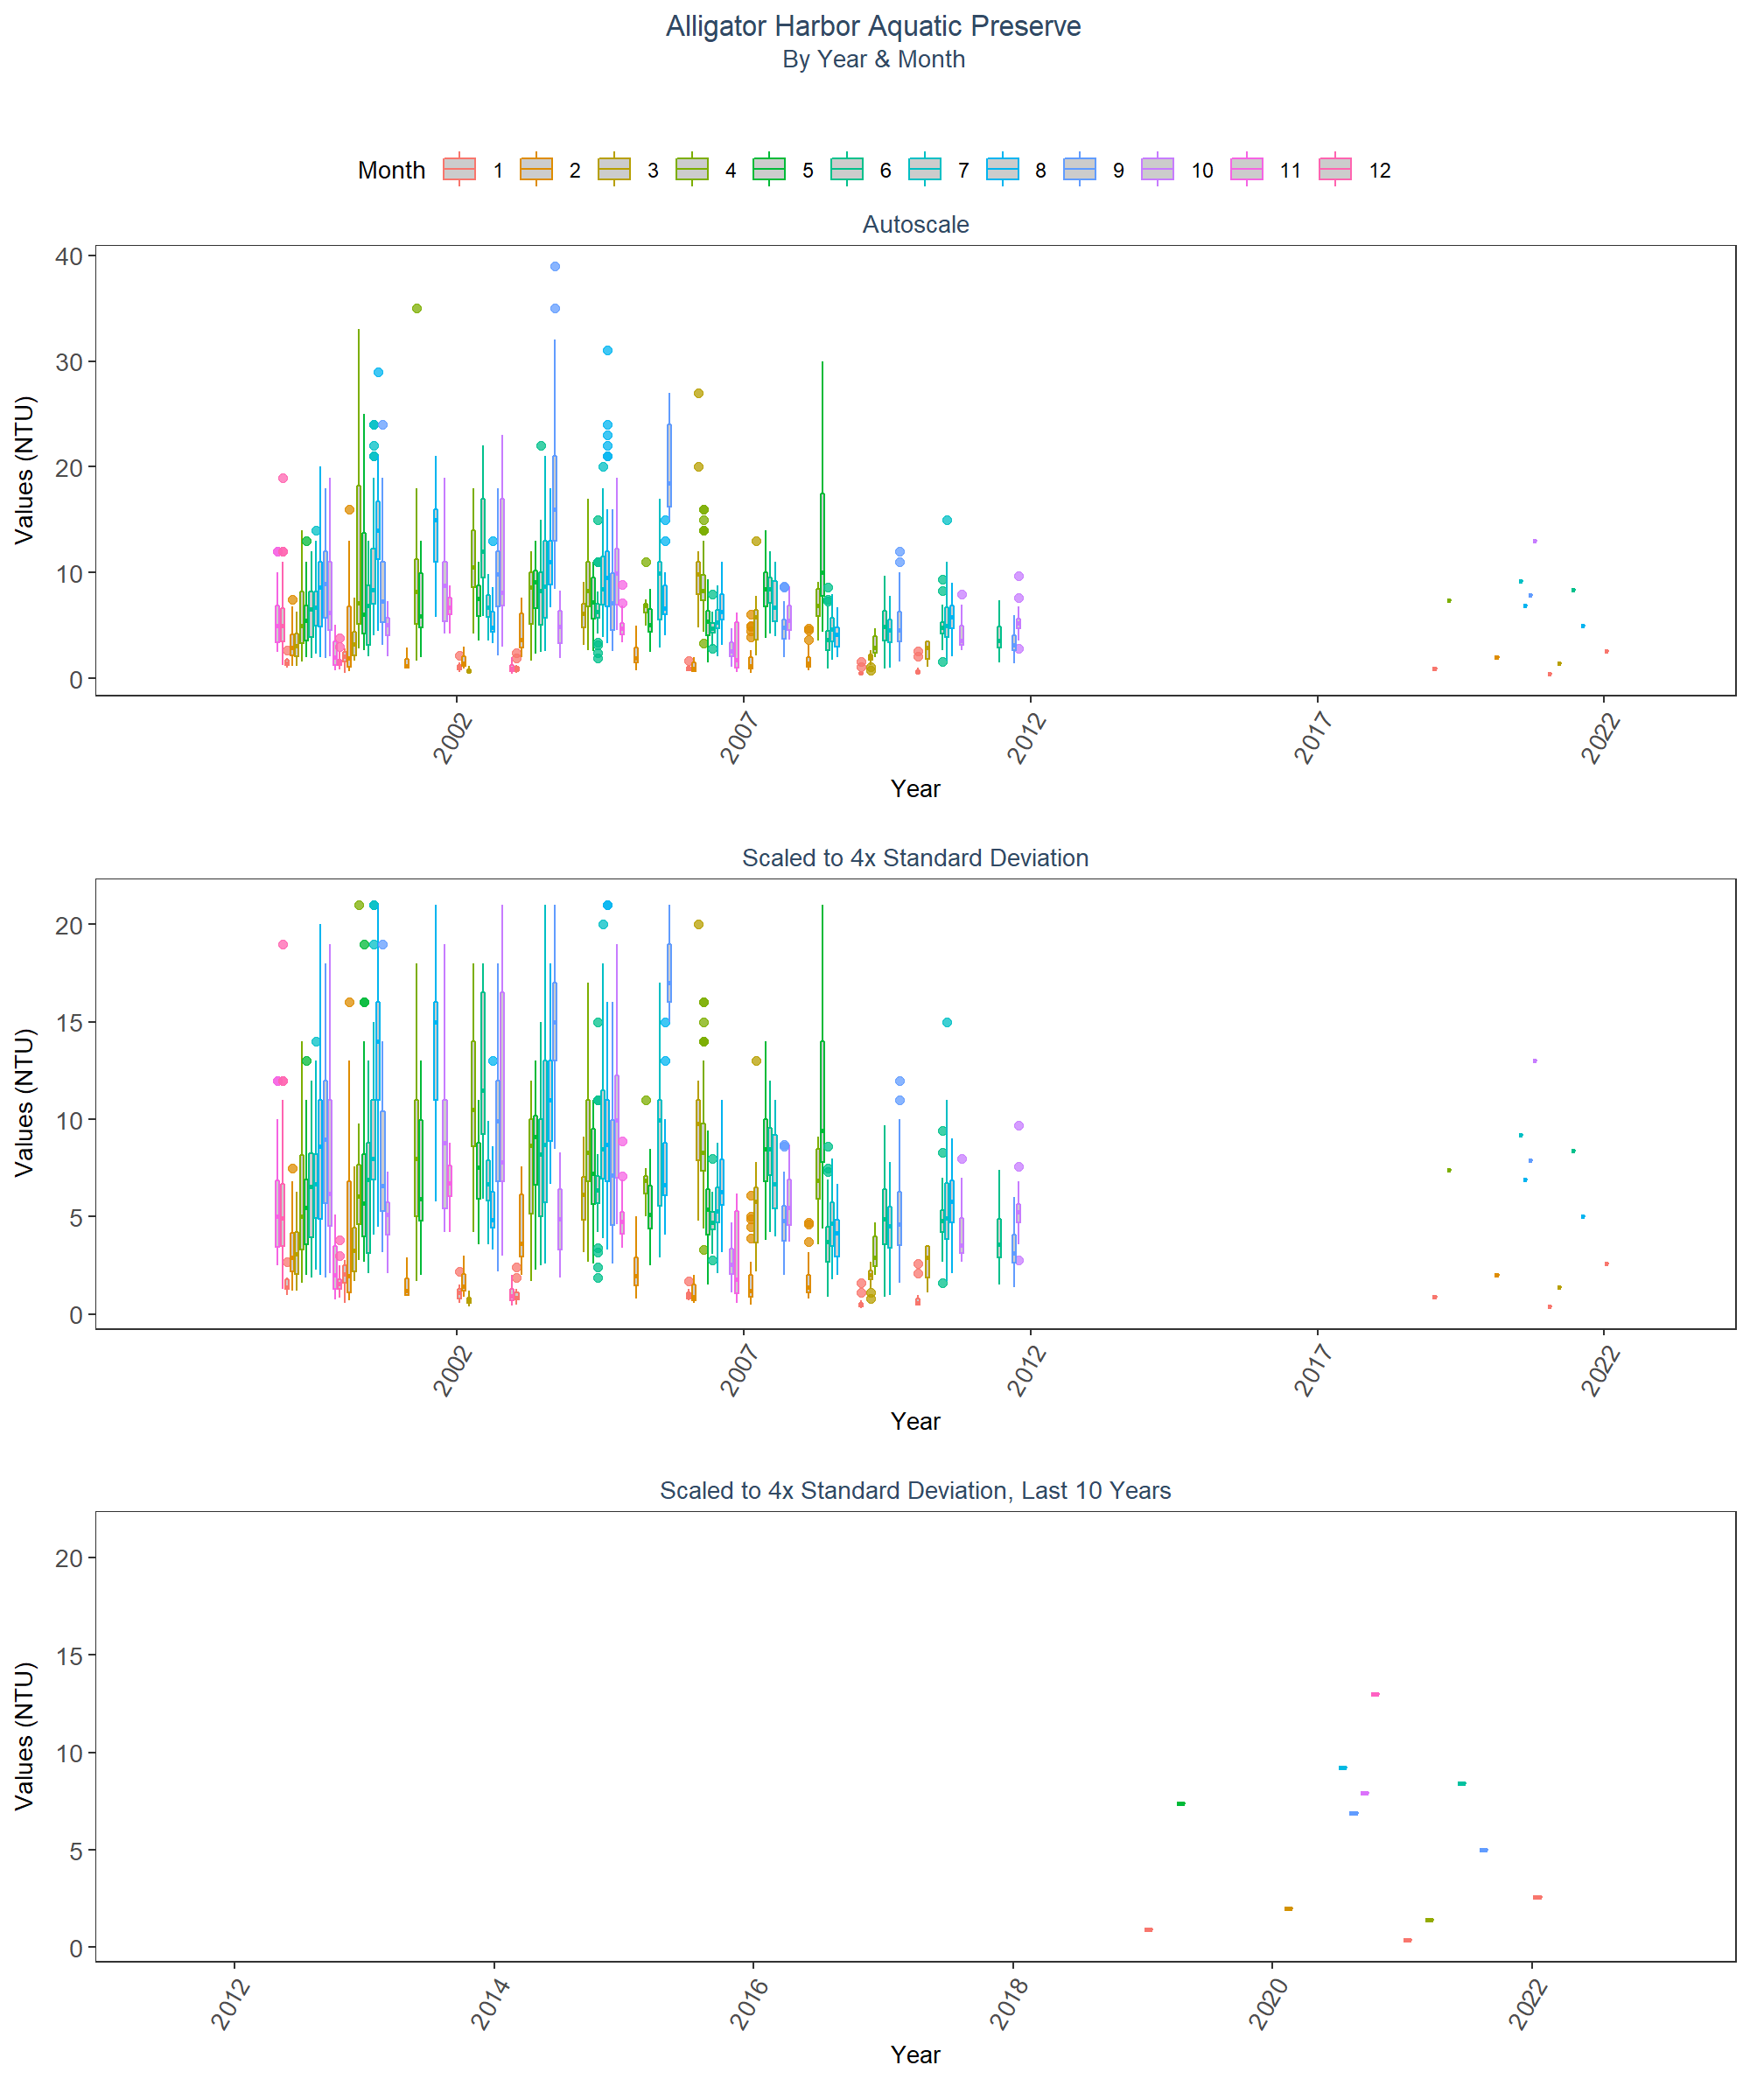 Alligator Harbor Aquatic Preserve
By Year & Month
Month 1 2 3 4 5 6 7 8 9 10 11 12
Autoscale
Values (NTU)
40
30
20
10
0
2002 2007 2012 2017 2022
Year
Scaled to 4x Standard Deviation
Values (NTU)
20
15
10
5
0
2002 2007 2012 2017 2022
Year
Scaled to 4x Standard Deviation, Last 10 Years
Values (NTU)
20
15
10
5
0
2012 2014 2016 2018 2020 2022
Year